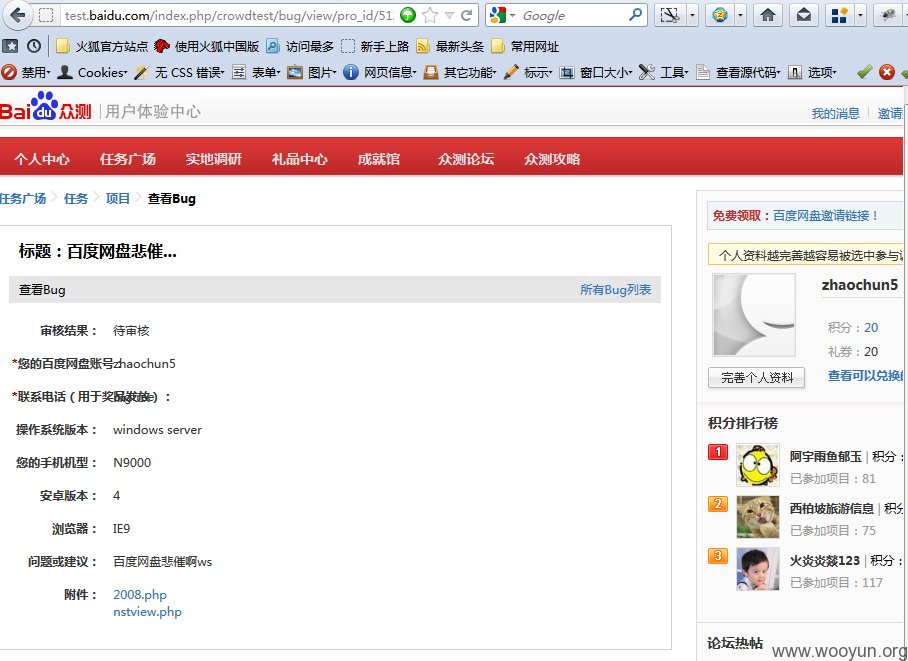 test.baidu.com/index.php/crowdtest/bug/view/pro_id/51.
Google
火狐官方站点 使用火狐中国版 访问最多 新手上路 最新头条 常用网址
禁用 Cookies 无 CSS 错误 表单 图片 网页信息 其它功能 标示 窗口大小 工具 查看源代码 选项
Bai du 众测 用户体验中心
我的消息 邀请
个人中心 任务广场 实地调研 礼品中心 成就馆 众测论坛 众测攻略
任务广场 任务 项目 查看Bug
免费领取：百度网盘邀请链接！
标题：百度网盘悲催...
个人资料越完善越容易被选中参与
查看Bug 所有Bug列表
zhaochun5
审核结果： 待审核
积分：20
礼券：20
*您的百度网盘账号 zhaochun5
完善个人资料 查看可以兑换
*联系电话（用于奖品发放）：
积分排行榜
操作系统版本： windows server
您的手机机型： N9000
1 阿宇雨鱼郁玉 | 积分：
已参加项目：81
安卓版本： 4
2 西柏坡旅游信息 | 积分
已参加项目：75
浏览器： IE9
问题或建议： 百度网盘悲催啊ws
3 火炎炎燚123 | 积分：
已参加项目：117
附件： 2008.php
nstview.php
论坛热帖
www.wooyun.org